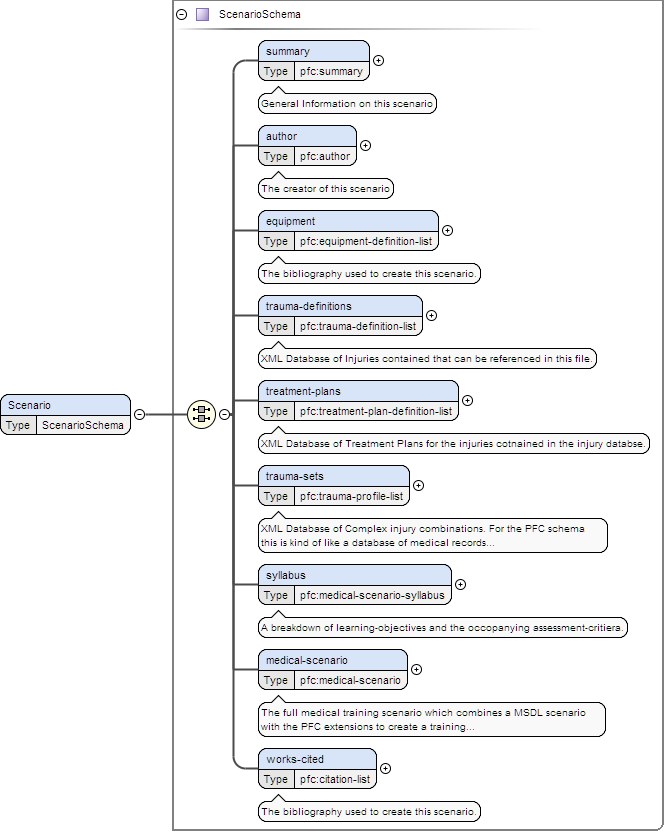 ScenarioSchema
summary
Type pfc:summary
General Information on this scenario
author
Type pfc:author
The creator of this scenario
equipment
Type pfc:equipment-definition-list
The bibliography used to create this scenario.
trauma-definitions
Type pfc:trauma-definition-list
XML Database of Injuries contained that can be referenced in this file.
Scenario
Type ScenarioSchema
treatment-plans
Type pfc:treatment-plan-definition-list
XML Database of Treatment Plans for the injuries cotnained in the injury databse.
trauma-sets
Type pfc:trauma-profile-list
XML Database of Complex injury combinations. For the PFC schema
this is kind of like a database of medical records...
syllabus
Type pfc:medical-scenario-syllabus
A breakdown of learning-objectives and the occopanying assessment-critiera.
medical-scenario
Type pfc:medical-scenario
The full medical training scenario which combines a MSDL scenario
with the PFC extensions to create a training...
works-cited
Type pfc:citation-list
The bibliography used to create this scenario.